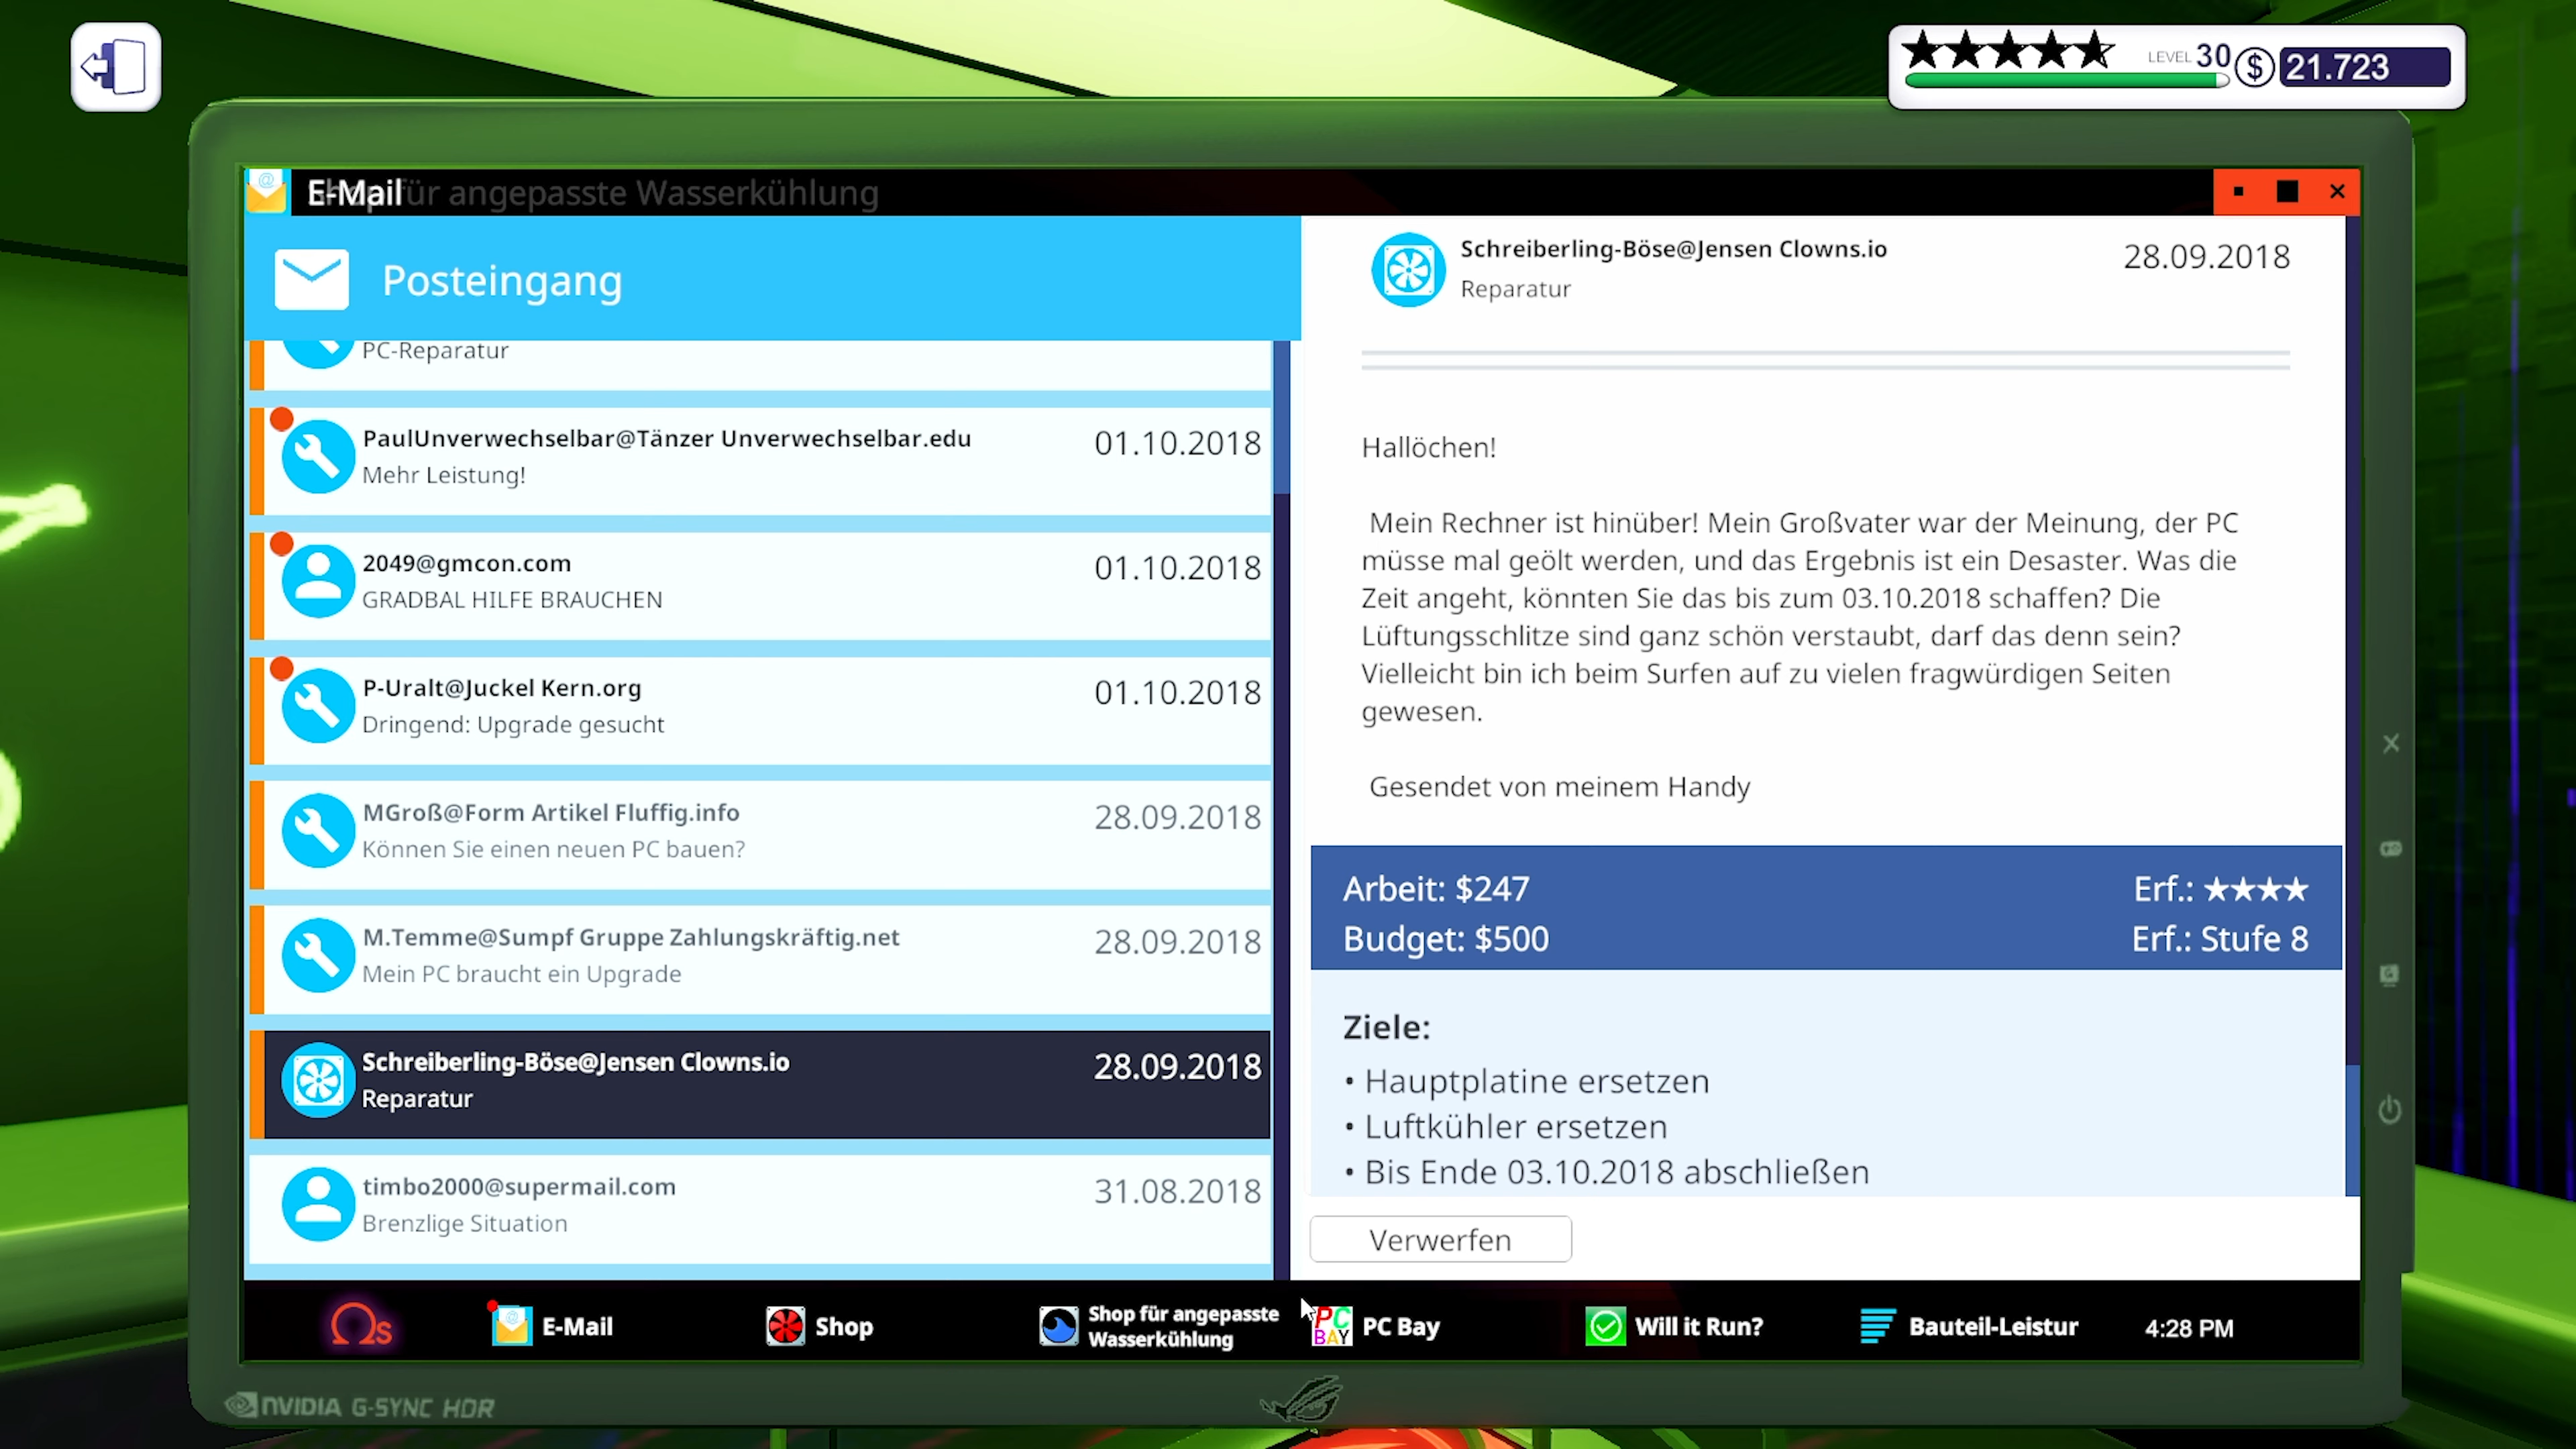 LEVEL 30 $ 21.723
E-Mail
Shop für angepasste Wasserkühlung
Posteingang
PC-Reparatur
PaulUnverwechselbar@Tänzer Unverwechselbar.edu 01.10.2018
Mehr Leistung!
2049@gmcon.com 01.10.2018
GRADBAL HILFE BRAUCHEN
P-Uralt@Juckel Kern.org 01.10.2018
Dringend: Upgrade gesucht
MGroß@Form Artikel Fluffig.info 28.09.2018
Können Sie einen neuen PC bauen?
M.Temme@Sumpf Gruppe Zahlungskräftig.net 28.09.2018
Mein PC braucht ein Upgrade
Schreiberling-Böse@Jensen Clowns.io 28.09.2018
Reparatur
timbo2000@supermail.com 31.08.2018
Brenzlige Situation
Schreiberling-Böse@Jensen Clowns.io 28.09.2018
Reparatur
Hallöchen!
Mein Rechner ist hinüber! Mein Großvater war der Meinung, der PC
müsse mal geölt werden, und das Ergebnis ist ein Desaster. Was die
Zeit angeht, könnten Sie das bis zum 03.10.2018 schaffen? Die
Lüftungsschlitze sind ganz schön verstaubt, darf das denn sein?
Vielleicht bin ich beim Surfen auf zu vielen fragwürdigen Seiten
gewesen.
Gesendet von meinem Handy
Arbeit: $247 Erf.: ★★★★
Budget: $500 Erf.: Stufe 8
Ziele:
• Hauptplatine ersetzen
• Luftkühler ersetzen
• Bis Ende 03.10.2018 abschließen
Verwerfen
Ωs
E-Mail
Shop
Shop für angepasste
Wasserkühlung
PC BAY
PC Bay
Will it Run?
Bauteil-Leistur
4:28 PM
NVIDIA G-SYNC HDR